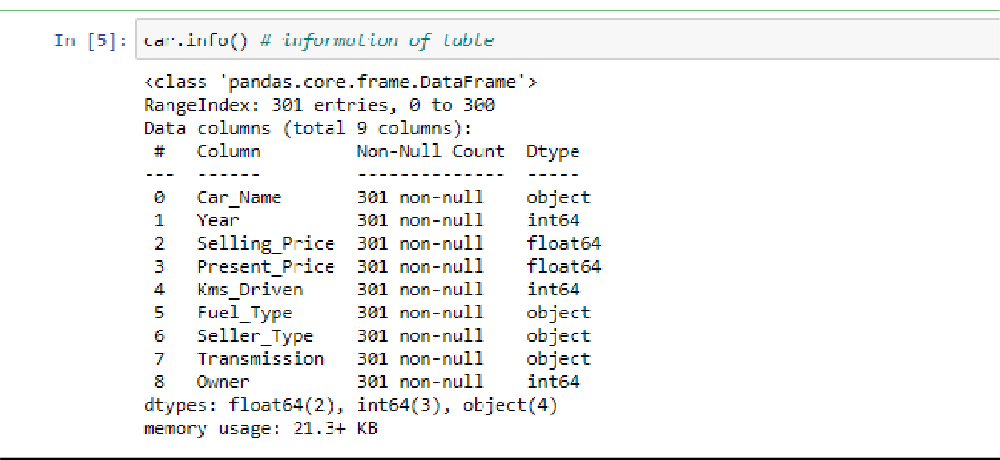 In [5]: car.info() # information of table
<class 'pandas.core.frame.DataFrame'>
RangeIndex: 301 entries, 0 to 300
Data columns (total 9 columns):
 #   Column         Non-Null Count  Dtype
---  ------         --------------  -----
 0   Car_Name       301 non-null    object
 1   Year           301 non-null    int64
 2   Selling_Price  301 non-null    float64
 3   Present_Price  301 non-null    float64
 4   Kms_Driven     301 non-null    int64
 5   Fuel_Type      301 non-null    object
 6   Seller_Type    301 non-null    object
 7   Transmission   301 non-null    object
 8   Owner          301 non-null    int64
dtypes: float64(2), int64(3), object(4)
memory usage: 21.3+ KB